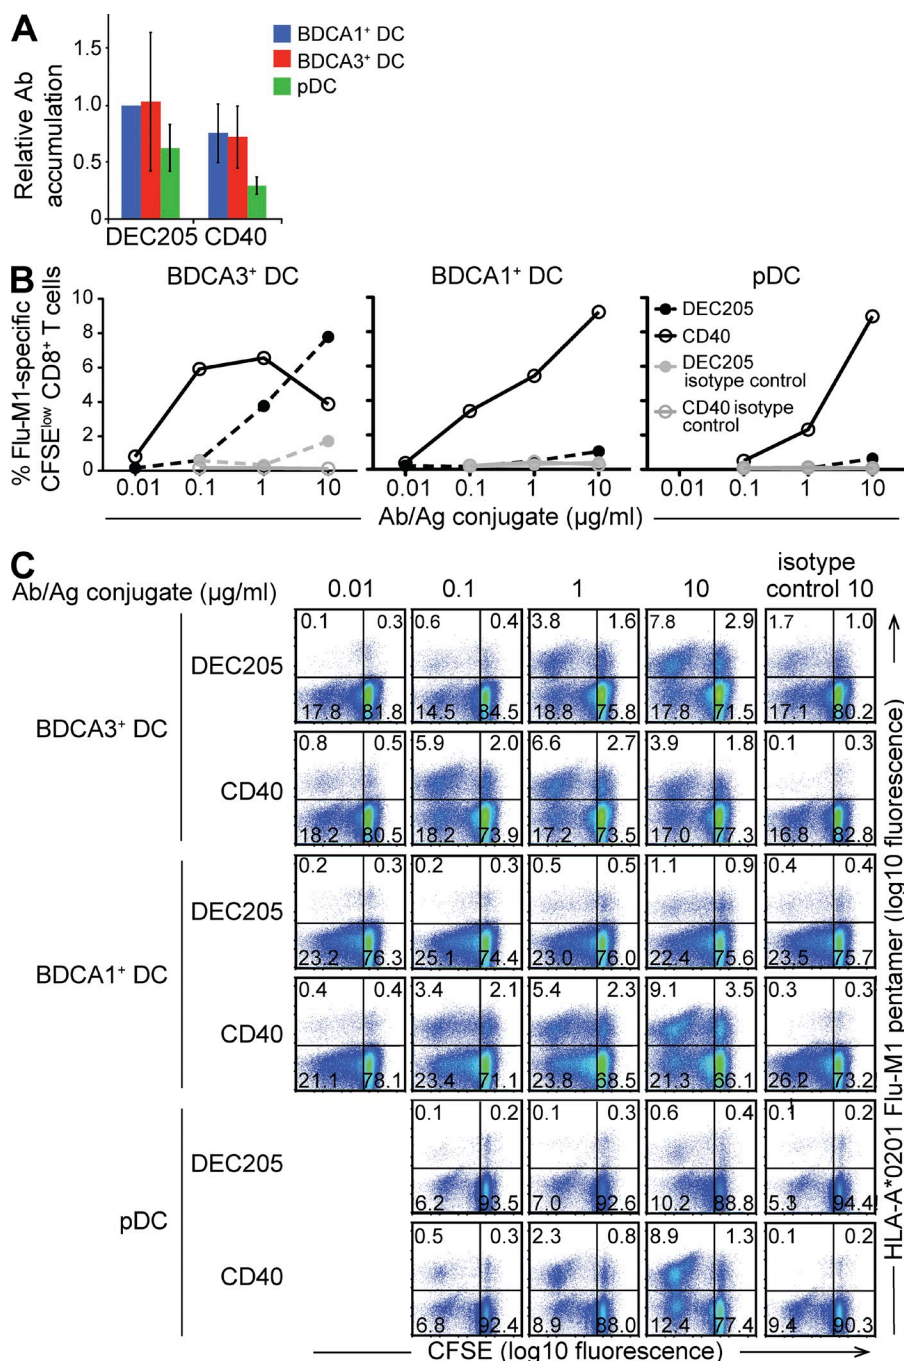 A
Relative Ab
accumulation
1.5
1.0
0.5
0
DEC205 CD40
BDCA1⁺ DC
BDCA3⁺ DC
pDC
B
BDCA3⁺ DC
BDCA1⁺ DC
pDC
% Flu-M1-specific
CFSElow CD8⁺ T cells
10
8
6
4
2
0
0.01 0.1 1 10
0.01 0.1 1 10
0.01 0.1 1 10
DEC205
CD40
DEC205
isotype control
CD40 isotype
control
Ab/Ag conjugate (µg/ml)
C
Ab/Ag conjugate (µg/ml) 0.01 0.1 1 10 isotype
control 10
BDCA3⁺ DC
DEC205
0.1 0.3 0.6 0.4 3.8 1.6 7.8 2.9 1.7 1.0
17.8 81.8 14.5 84.5 18.8 75.8 17.8 71.5 17.1 80.2
CD40
0.8 0.5 5.9 2.0 6.6 2.7 3.9 1.8 0.1 0.3
18.2 80.5 18.2 73.9 17.2 73.5 17.0 77.3 16.8 82.8
BDCA1⁺ DC
DEC205
0.2 0.3 0.2 0.3 0.5 0.5 1.1 0.9 0.4 0.4
23.2 76.3 25.1 74.4 23.0 76.0 22.4 75.6 23.5 75.7
CD40
0.4 0.4 3.4 2.1 5.4 2.3 9.1 3.5 0.3 0.3
21.1 78.1 23.4 71.1 23.8 68.5 21.3 66.1 26.2 73.2
pDC
DEC205
0.1 0.2 0.1 0.3 0.6 0.4 0.1 0.2
6.2 93.5 7.0 92.6 10.2 88.8 5.3 94.4
CD40
0.5 0.3 2.3 0.8 8.9 1.3 0.1 0.2
6.8 92.4 8.9 88.0 12.4 77.4 9.4 90.3
CFSE (log10 fluorescence)
HLA-A*0201 Flu-M1 pentamer (log10 fluorescence)